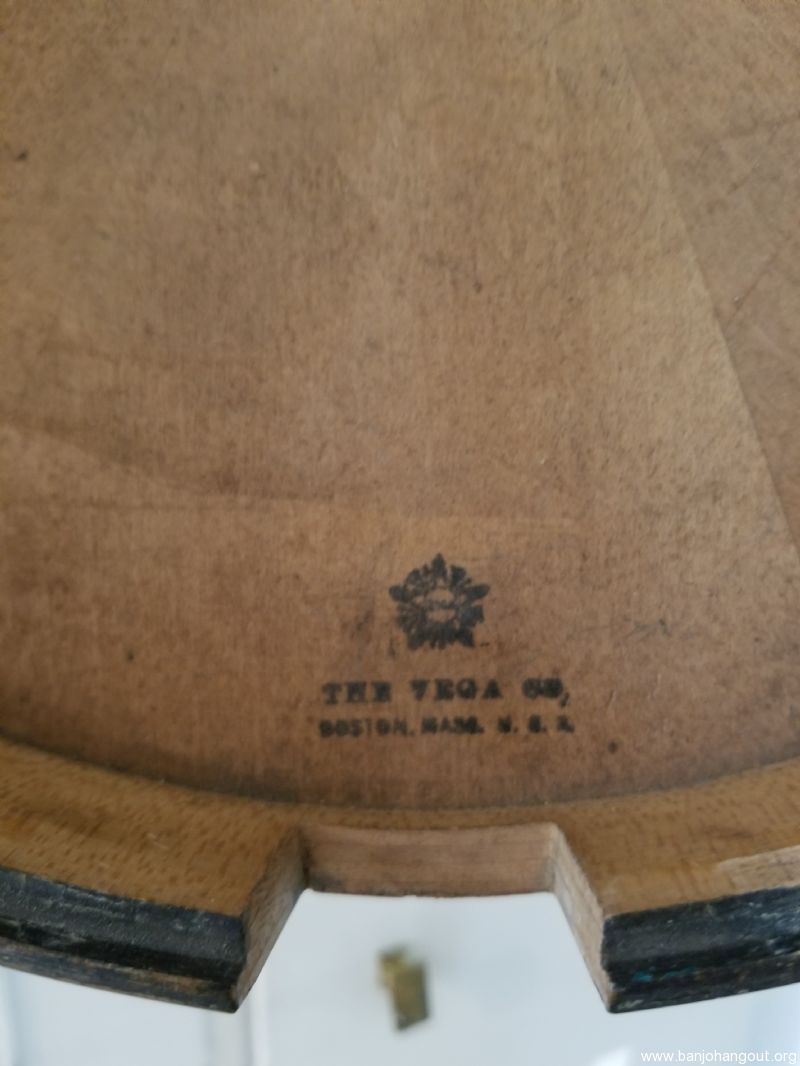 THE VEGA CO,
BOSTON, MASS. U. S. A.
www.banjohangout.org